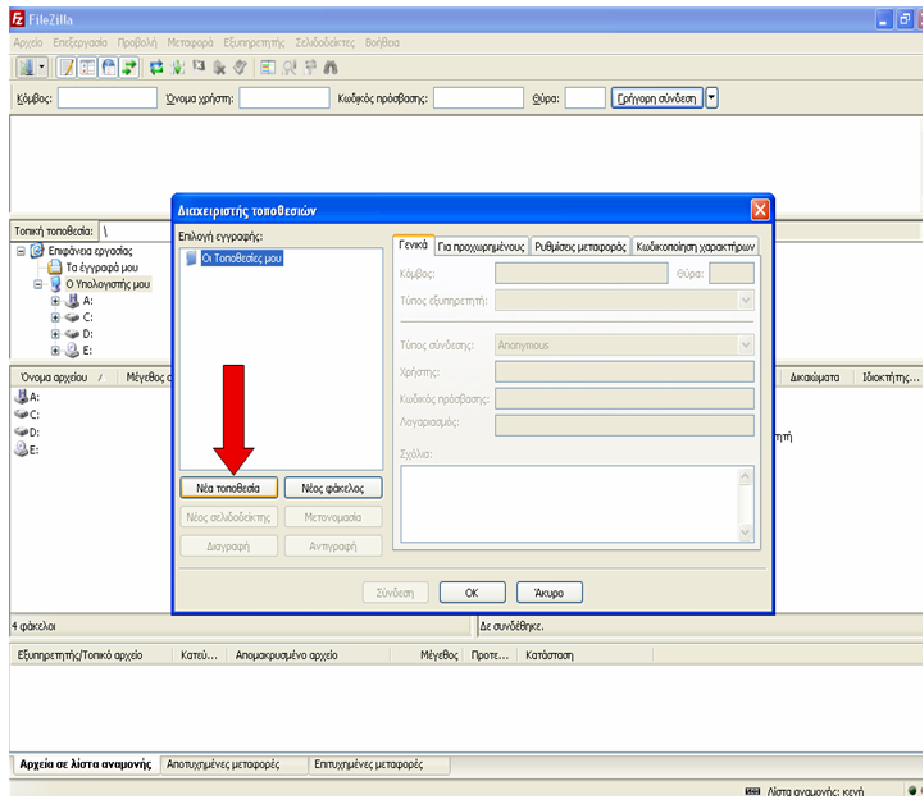 FileZilla
Αρχείο Επεξεργασία Προβολή Μεταφορά Εξυπηρετητής Σελιδοδείκτες Βοήθεια
Κόμβος: Όνομα χρήστη: Κωδικός πρόσβασης: Θύρα: Γρήγορη σύνδεση
Τοπική τοποθεσία: \
Επιφάνεια εργασίας
Τα έγγραφά μου
Ο Υπολογιστής μου
A:
C:
D:
E:
Όνομα αρχείου / Μέγεθος Δικαιώματα Ιδιοκτήτης...
A:
C:
D:
E:
Διαχειριστής τοποθεσιών
Επιλογή εγγραφής:
Οι Τοποθεσίες μου
Νέα τοποθεσία Νέος φάκελος
Νέος σελιδοδείκτης Μετονομασία
Διαγραφή Αντιγραφή
Γενικά Για προχωρημένους Ρυθμίσεις μεταφοράς Κωδικοποίηση χαρακτήρων
Κόμβος: Θύρα:
Τύπος εξυπηρετητή:
Τύπος σύνδεσης: Anonymous
Χρήστης:
Κωδικός πρόσβασης:
Λογαριασμός:
Σχόλια:
Σύνδεση OK Άκυρο
4 φάκελοι Δε συνδέθηκε.
Εξυπηρετητής/Τοπικό αρχείο Κατεύ... Απομακρυσμένο αρχείο Μέγεθος Προτε... Κατάσταση
Αρχεία σε λίστα αναμονής Αποτυχημένες μεταφορές Επιτυχημένες μεταφορές
Λίστα αναμονής: κενή